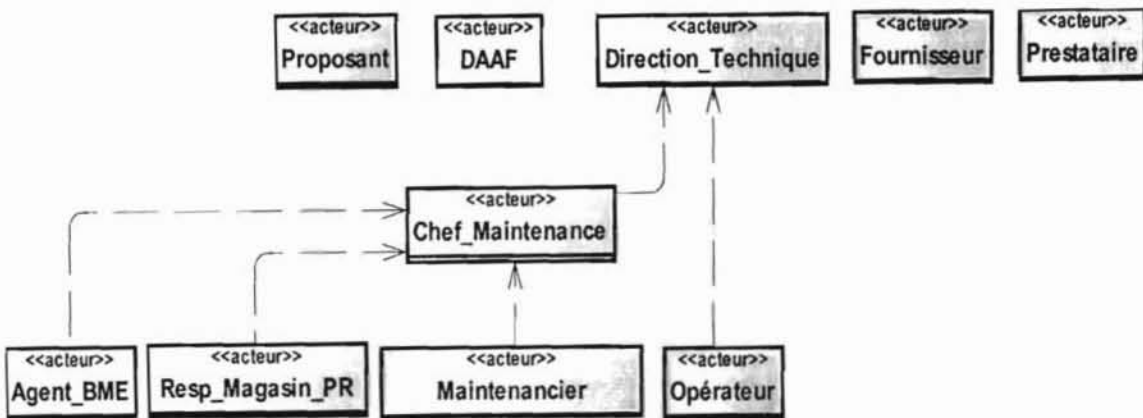 <<acteur>>
Proposant
<<acteur>>
DAAF
<<acteur>>
Direction_Technique
<<acteur>>
Fournisseur
<<acteur>>
Prestataire
<<acteur>>
Chef_Maintenance
<<acteur>>
Agent_BME
<<acteur>>
Resp_Magasin_PR
<<acteur>>
Maintenancier
<<acteur>>
Opérateur